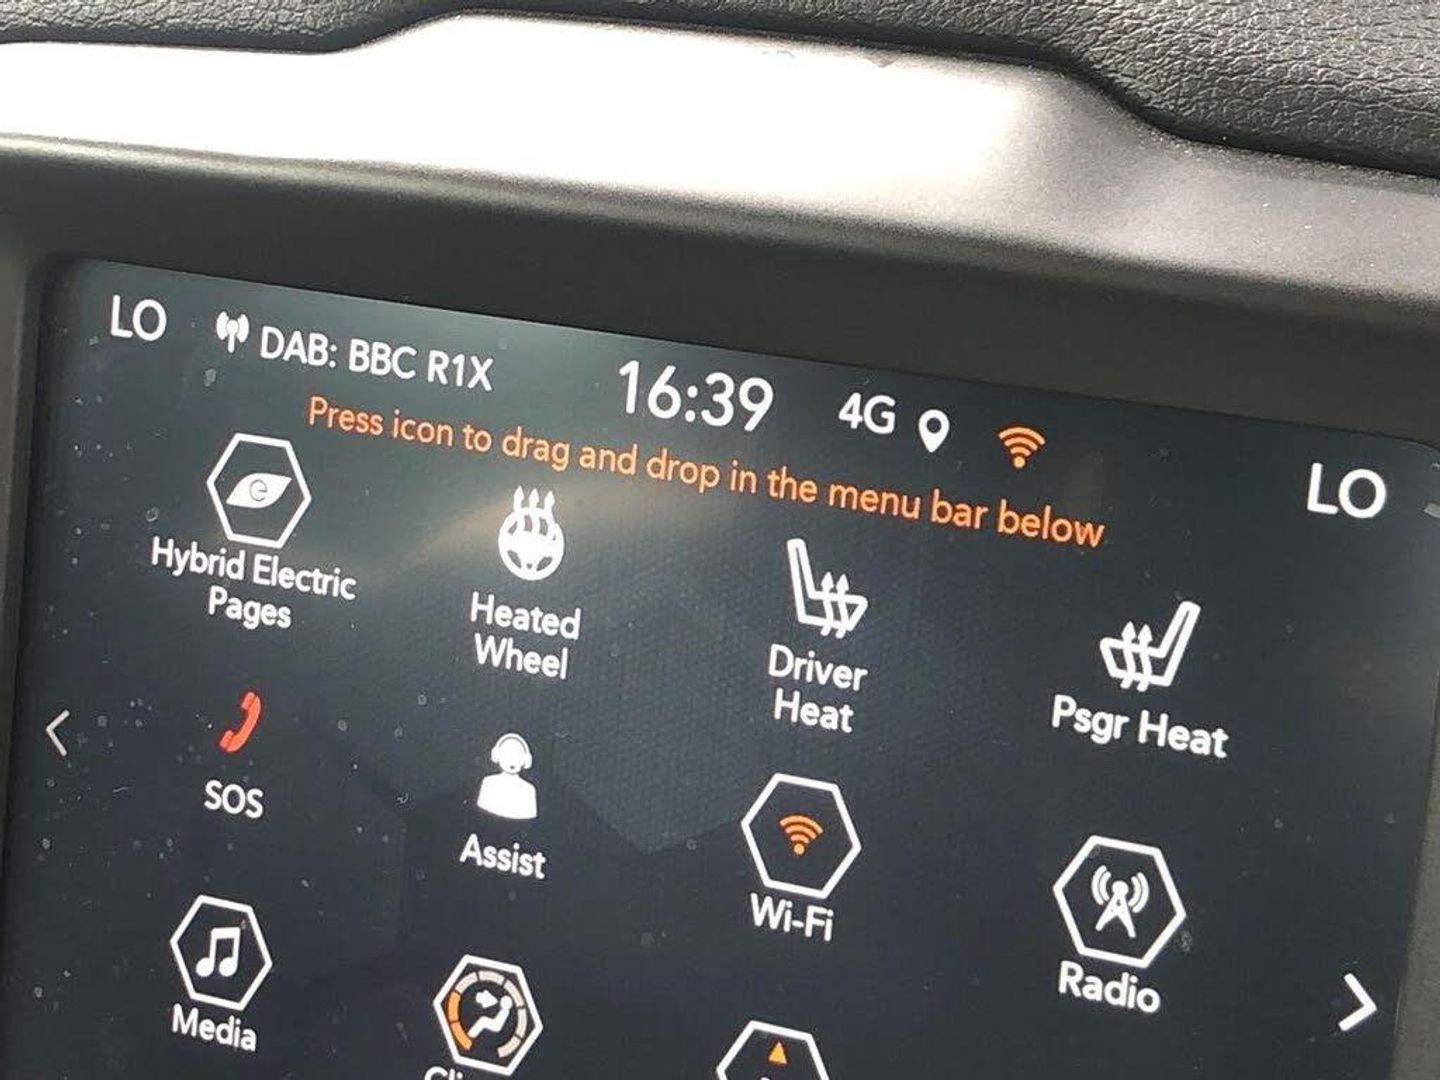 LO
DAB: BBC R1X
16:39
4G
LO
Press icon to drag and drop in the menu bar below
Hybrid Electric
Pages
Heated
Wheel
Driver
Heat
Psgr Heat
SOS
Assist
Wi-Fi
Radio
Media